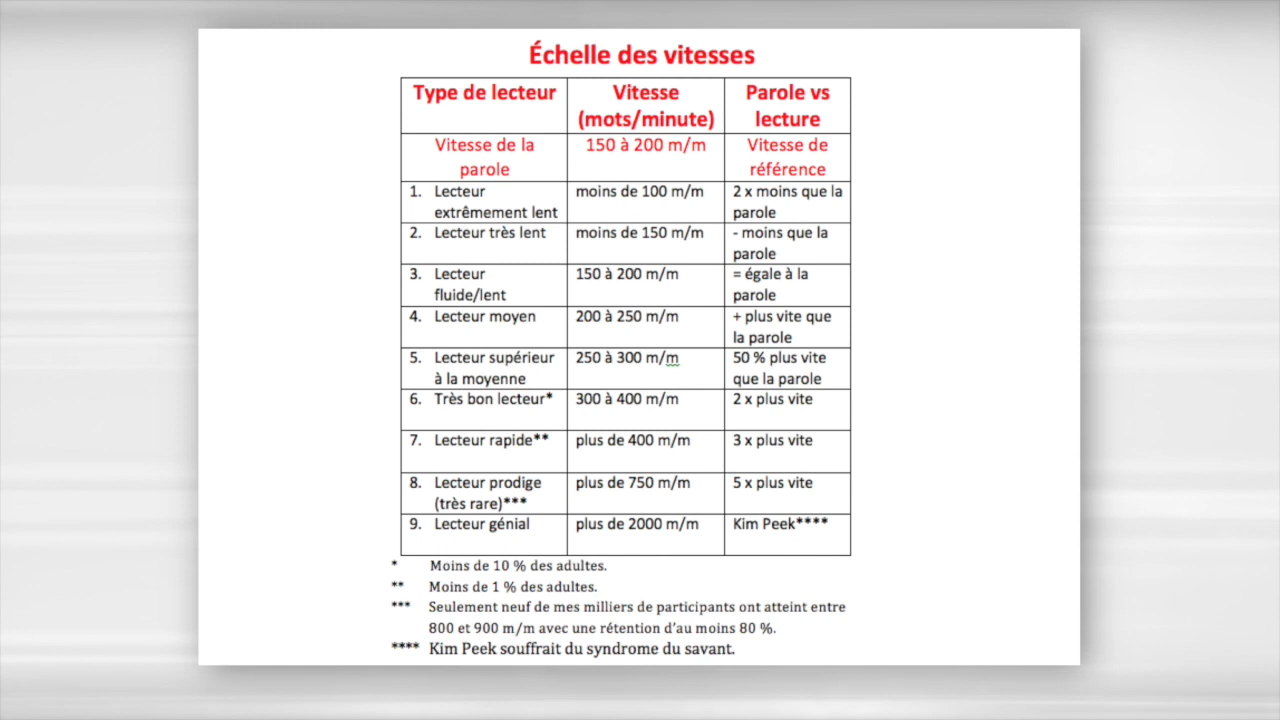 Échelle des vitesses
Type de lecteur Vitesse (mots/minute) Parole vs lecture
Vitesse de la parole 150 à 200 m/m Vitesse de référence
1. Lecteur extrêmement lent moins de 100 m/m 2 x moins que la parole
2. Lecteur très lent moins de 150 m/m - moins que la parole
3. Lecteur fluide/lent 150 à 200 m/m = égale à la parole
4. Lecteur moyen 200 à 250 m/m + plus vite que la parole
5. Lecteur supérieur à la moyenne 250 à 300 m/m 50 % plus vite que la parole
6. Très bon lecteur* 300 à 400 m/m 2 x plus vite
7. Lecteur rapide** plus de 400 m/m 3 x plus vite
8. Lecteur prodige (très rare)*** plus de 750 m/m 5 x plus vite
9. Lecteur génial plus de 2000 m/m Kim Peek****
* Moins de 10 % des adultes.
** Moins de 1 % des adultes.
*** Seulement neuf de mes milliers de participants ont atteint entre
800 et 900 m/m avec une rétention d'au moins 80 %.
**** Kim Peek souffrait du syndrome du savant.